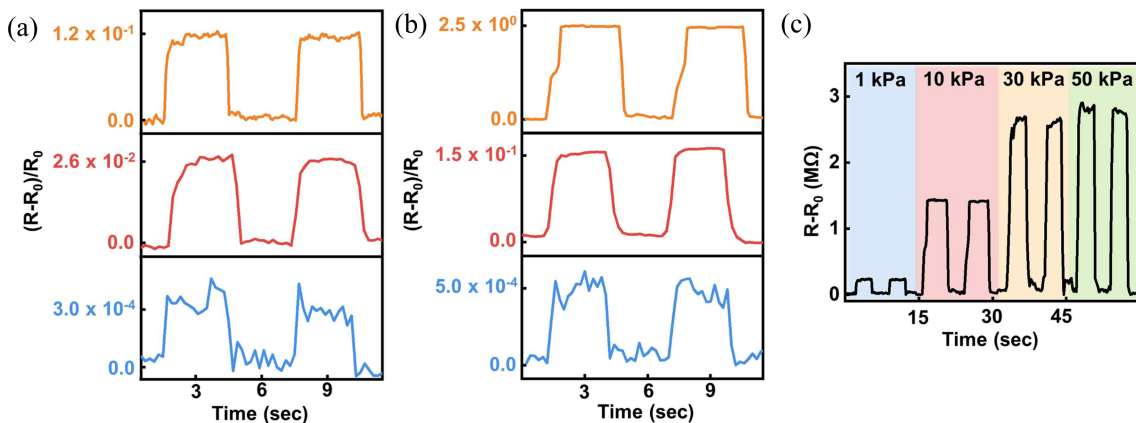 (a)
(R-R₀)/R₀
1.2 x 10⁻¹
0.0
2.6 x 10⁻²
0.0
3.0 x 10⁻⁴
0.0
3 6 9
Time (sec)
(b)
(R-R₀)/R₀
2.5 x 10⁰
0.0
1.5 x 10⁻¹
0.0
5.0 x 10⁻⁴
0.0
3 6 9
Time (sec)
(c)
1 kPa 10 kPa 30 kPa 50 kPa
R-R₀ (MΩ)
3
2
1
0
15 30 45
Time (sec)